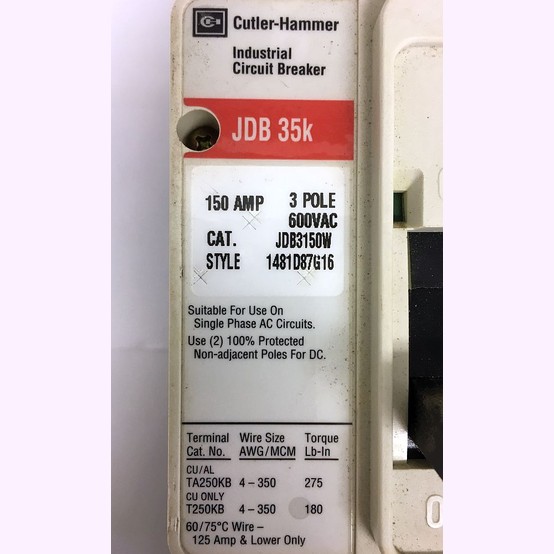 Cutler-Hammer
Industrial
Circuit Breaker
JDB 35k
150 AMP 3 POLE
600VAC
CAT. JDB3150W
STYLE 1481D87G16
Suitable For Use On
Single Phase AC Circuits.
Use (2) 100% Protected
Non-adjacent Poles For DC.
Terminal Wire Size Torque
Cat. No. AWG/MCM Lb-In
CU/AL
TA250KB 4 – 350 275
CU ONLY
T250KB 4 – 350 180
60/75°C Wire –
125 Amp & Lower Only